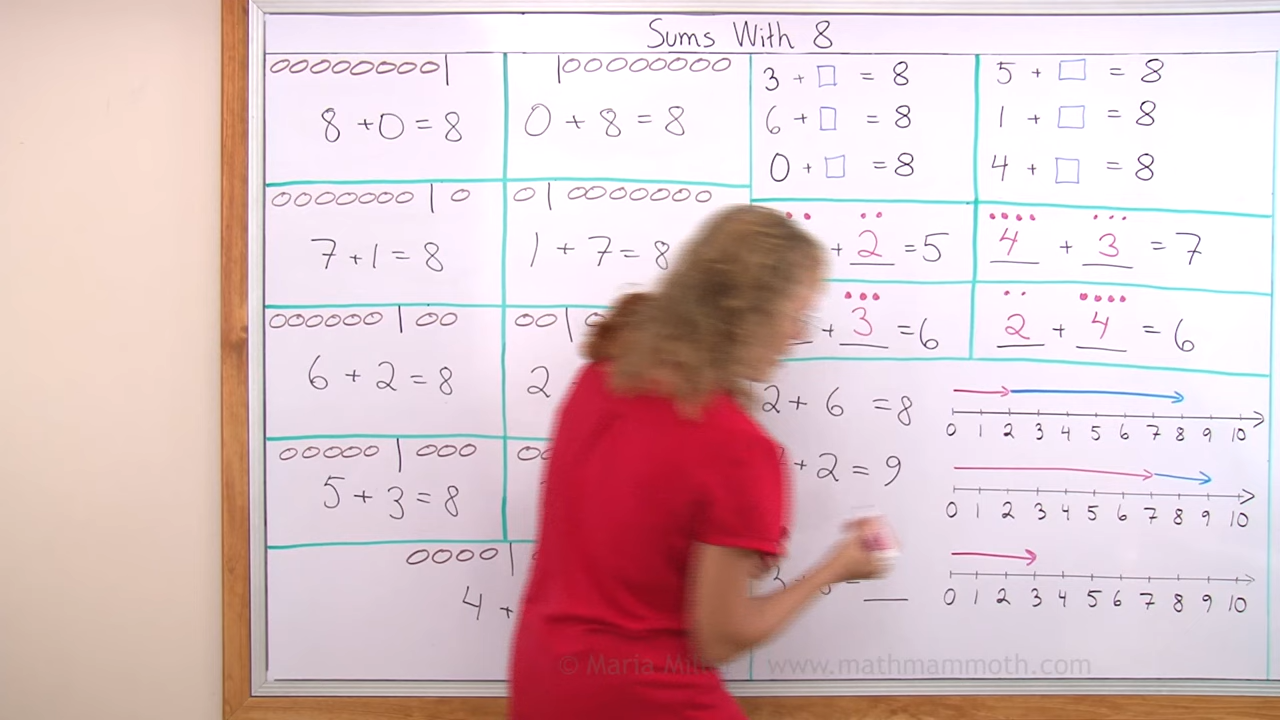 Sums With 8
8 + 0 = 8
0 + 8 = 8
7 + 1 = 8
1 + 7 = 8
6 + 2 = 8
2
5 + 3 = 8
4 +
3 + □ = 8
6 + □ = 8
0 + □ = 8
5 + □ = 8
1 + □ = 8
4 + □ = 8
+ 2 = 5
4 + 3 = 7
+ 3 = 6
2 + 4 = 6
2 + 6 = 8
0 1 2 3 4 5 6 7 8 9 10
+ 2 = 9
0 1 2 3 4 5 6 7 8 9 10
3 + = ___
0 1 2 3 4 5 6 7 8 9 10
© Maria Mil www.mathmammoth.com